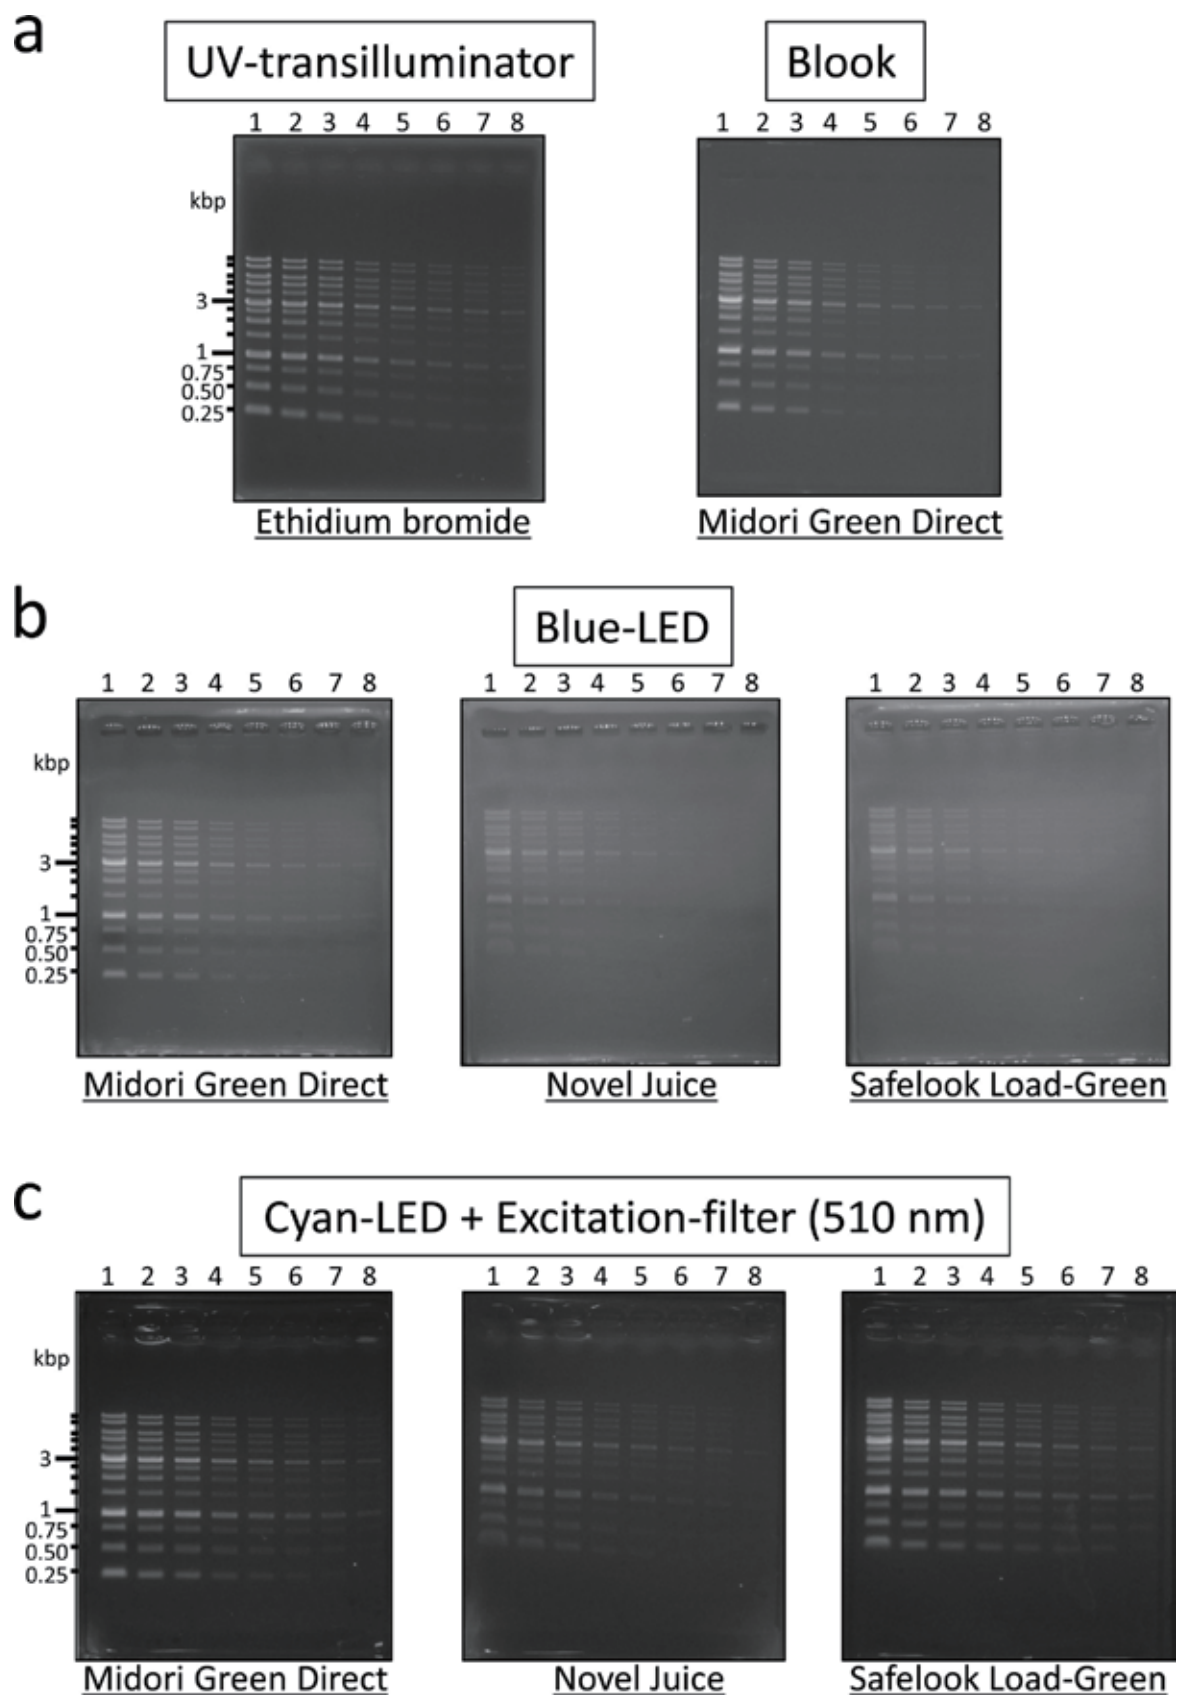 a
UV-transilluminator
Blook
1 2 3 4 5 6 7 8
1 2 3 4 5 6 7 8
kbp
3
1
0.75
0.50
0.25
Ethidium bromide
Midori Green Direct
b
Blue-LED
1 2 3 4 5 6 7 8
1 2 3 4 5 6 7 8
1 2 3 4 5 6 7 8
kbp
3
1
0.75
0.50
0.25
Midori Green Direct
Novel Juice
Safelook Load-Green
c
Cyan-LED + Excitation-filter (510 nm)
1 2 3 4 5 6 7 8
1 2 3 4 5 6 7 8
1 2 3 4 5 6 7 8
kbp
3
1
0.75
0.50
0.25
Midori Green Direct
Novel Juice
Safelook Load-Green